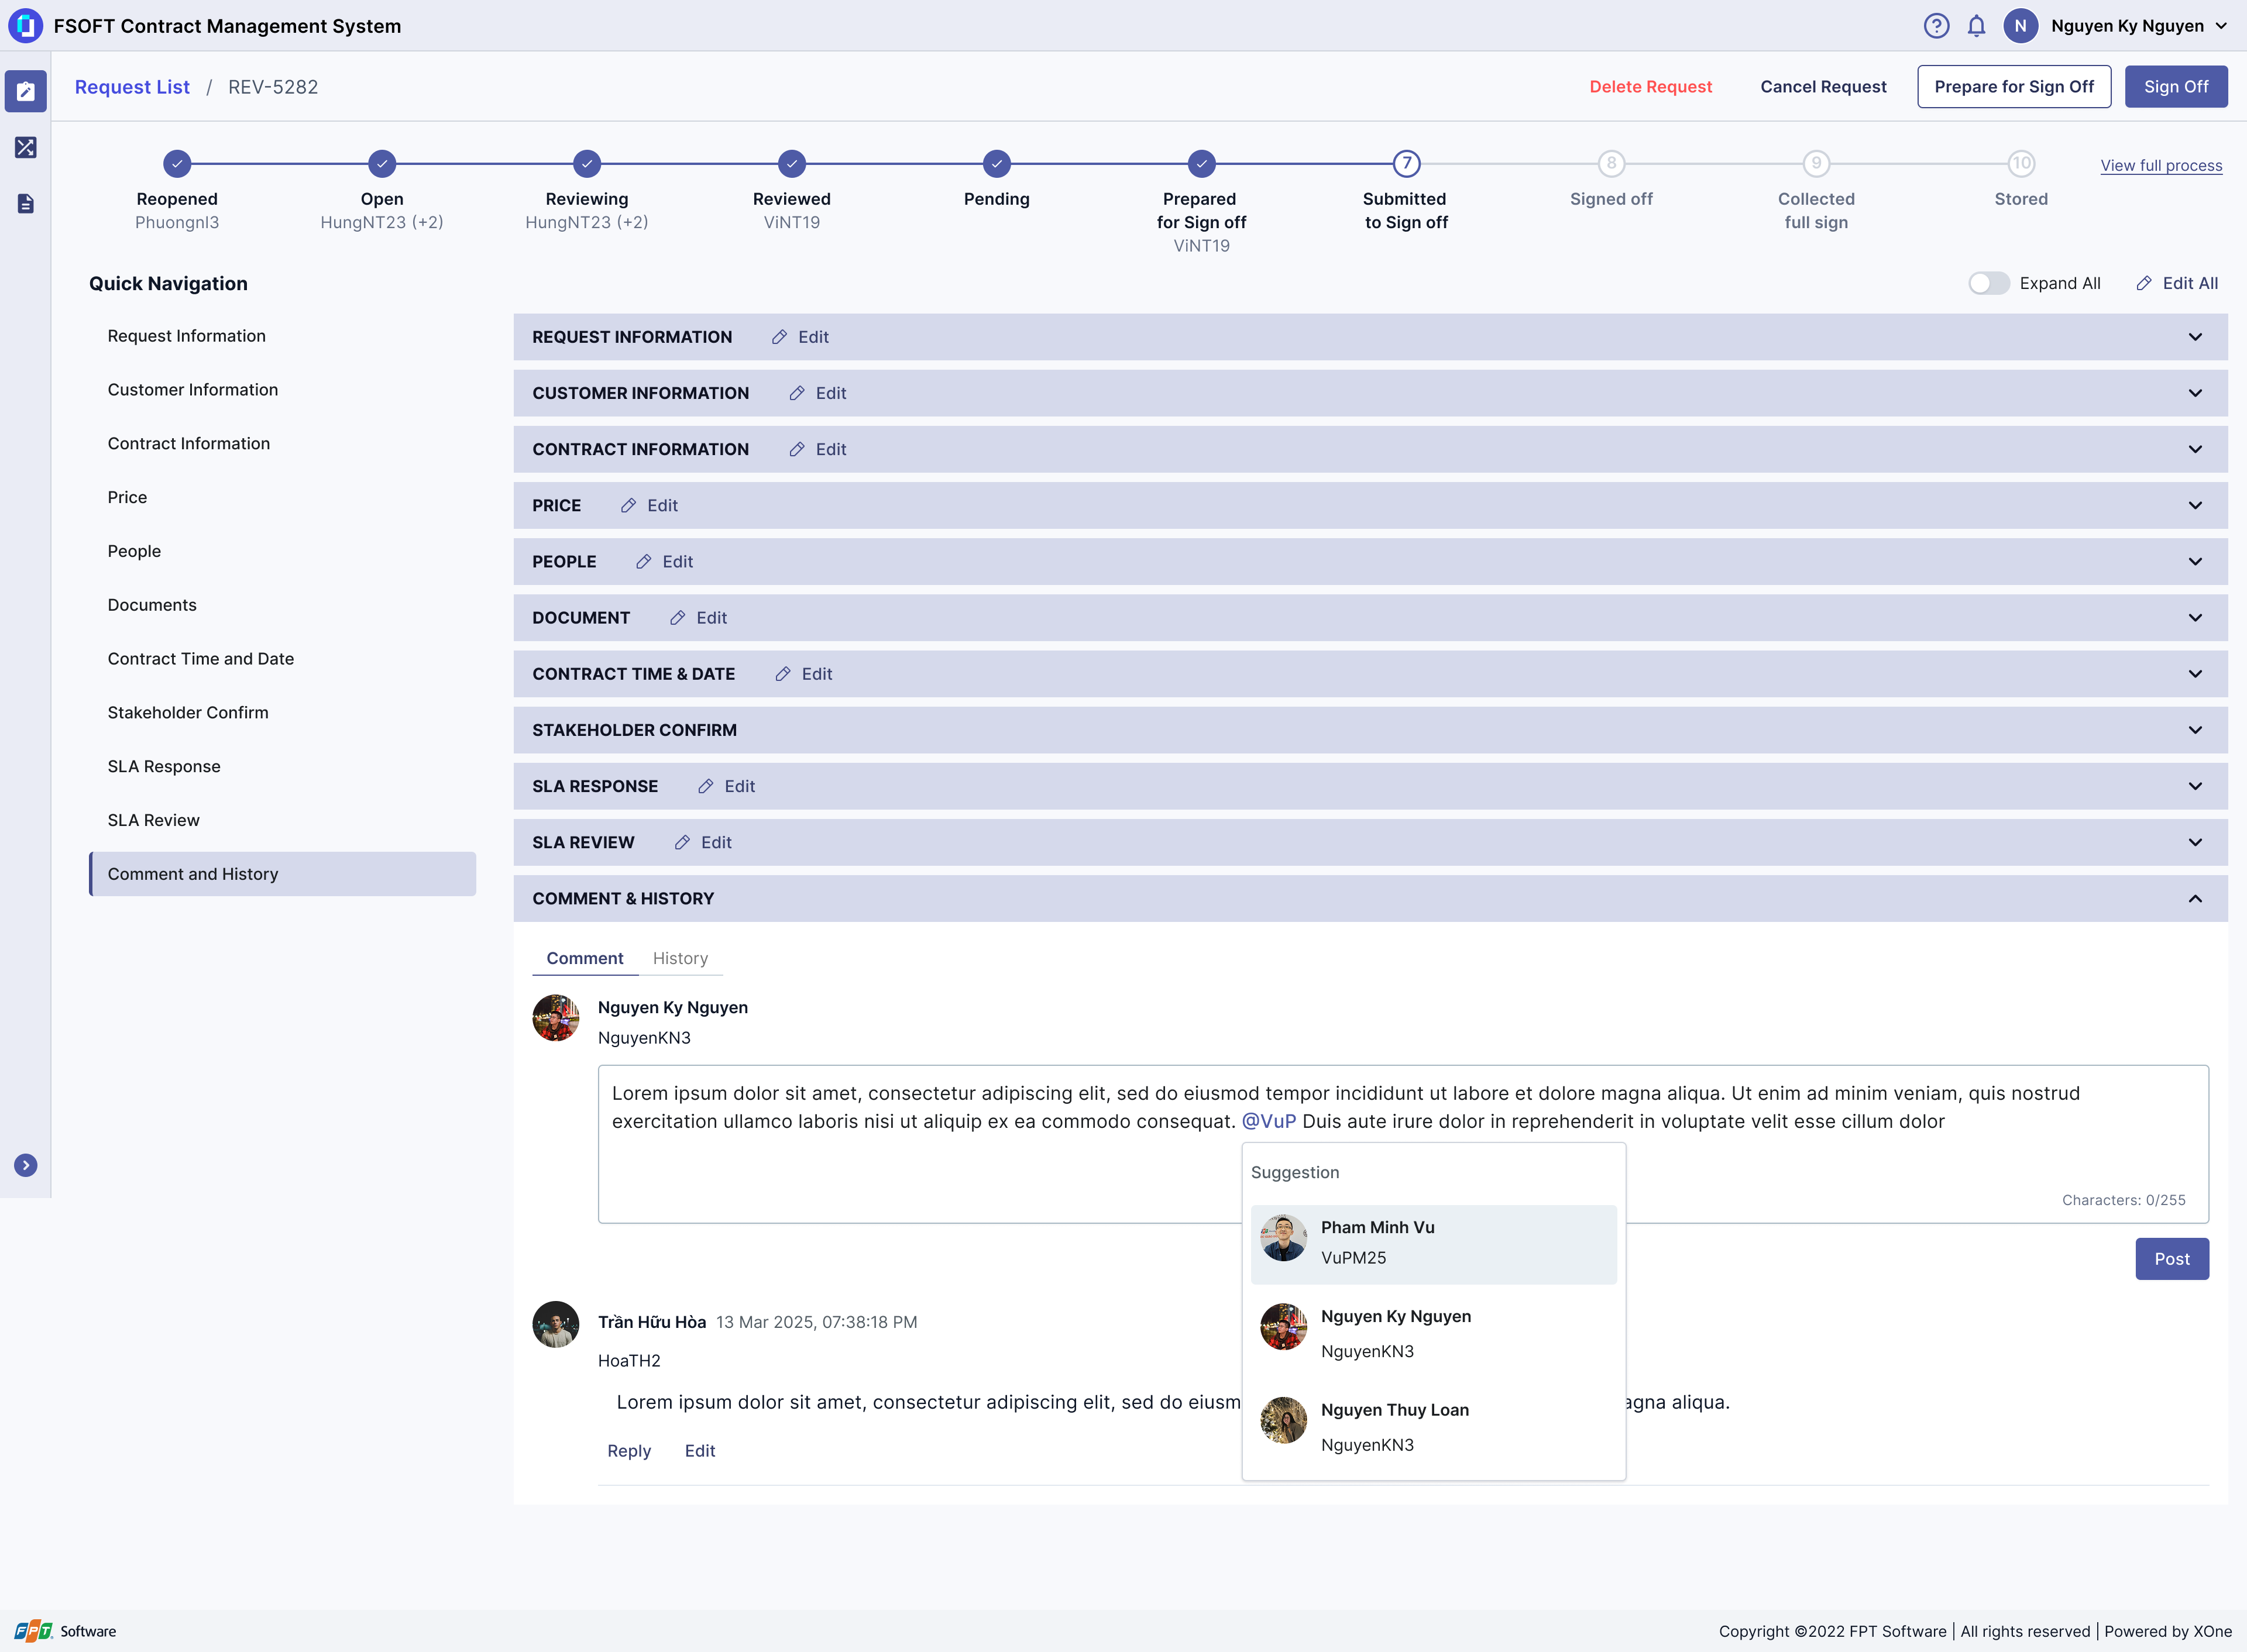 FSOFT Contract Management System
N
Nguyen Ky Nguyen
Request List / REV-5282
Delete Request
Cancel Request
Prepare for Sign Off
Sign Off
Reopened
PhuongnI3
Open
HungNT23 (+2)
Reviewing
HungNT23 (+2)
Reviewed
ViNT19
Pending
Prepared
for Sign off
ViNT19
7
Submitted
to Sign off
8
Signed off
9
Collected
full sign
10
Stored
View full process
Quick Navigation
Expand All
Edit All
Request Information
Customer Information
Contract Information
Price
People
Documents
Contract Time and Date
Stakeholder Confirm
SLA Response
SLA Review
Comment and History
REQUEST INFORMATION Edit
CUSTOMER INFORMATION Edit
CONTRACT INFORMATION Edit
PRICE Edit
PEOPLE Edit
DOCUMENT Edit
CONTRACT TIME & DATE Edit
STAKEHOLDER CONFIRM
SLA RESPONSE Edit
SLA REVIEW Edit
COMMENT & HISTORY
Comment History
Nguyen Ky Nguyen
NguyenKN3
Lorem ipsum dolor sit amet, consectetur adipiscing elit, sed do eiusmod tempor incididunt ut labore et dolore magna aliqua. Ut enim ad minim veniam, quis nostrud
exercitation ullamco laboris nisi ut aliquip ex ea commodo consequat. @VuP Duis aute irure dolor in reprehenderit in voluptate velit esse cillum dolor
Characters: 0/255
Suggestion
Pham Minh Vu
VuPM25
Nguyen Ky Nguyen
NguyenKN3
Nguyen Thuy Loan
NguyenKN3
Post
Trần Hữu Hòa 13 Mar 2025, 07:38:18 PM
HoaTH2
Lorem ipsum dolor sit amet, consectetur adipiscing elit, sed do eiusm agna aliqua.
Reply Edit
FPT Software
Copyright ©2022 FPT Software | All rights reserved | Powered by XOne